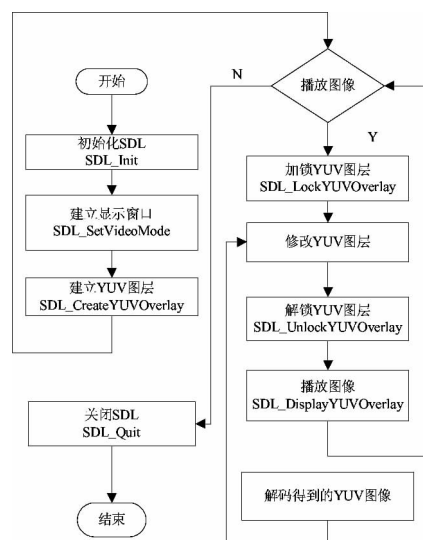 开始
初始化SDL
SDL_Init
建立显示窗口
SDL_SetVideoMode
建立YUV图层
SDL_CreateYUVOverlay
关闭SDL
SDL_Quit
结束
N
播放图像
Y
加锁YUV图层
SDL_LockYUVOverlay
修改YUV图层
解锁YUV图层
SDL_UnlockYUVOverlay
播放图像
SDL_DisplayYUVOverlay
解码得到的YUV图像